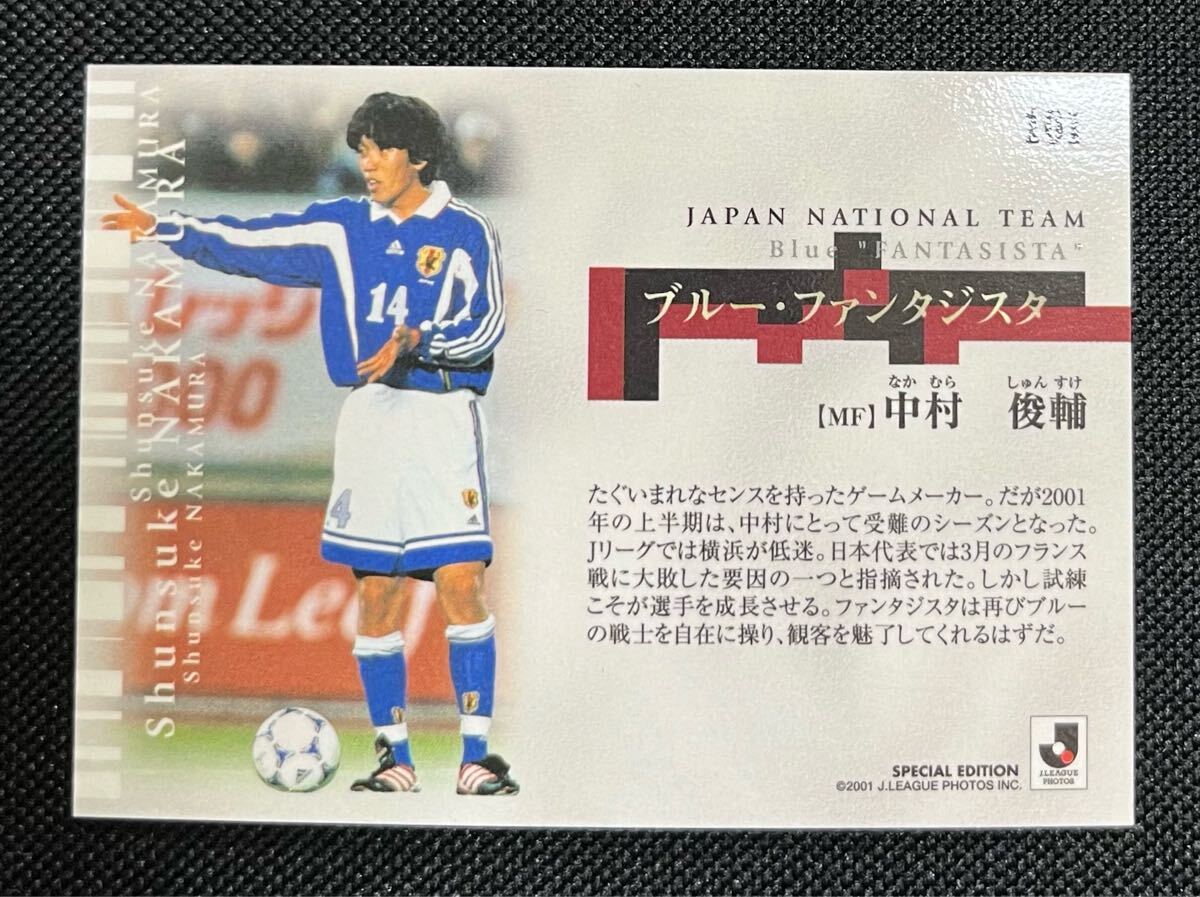 JAPAN NATIONAL TEAM
Blue "FANTASISTA"
ブルー・ファンタジスタ
なか むら しゅん すけ
【MF】中村 俊輔
たぐいまれなセンスを持ったゲームメーカー。だが2001
年の上半期は、中村にとって受難のシーズンとなった。
Jリーグでは横浜が低迷。日本代表では3月のフランス
戦に大敗した要因の一つと指摘された。しかし試練
こそが選手を成長させる。ファンタジスタは再びブルー
の戦士を自在に操り、観客を魅了してくれるはずだ。
SPECIAL EDITION
©2001 J.LEAGUE PHOTOS INC.
J.LEAGUE
PHOTOS
Shunsuke NAKAMURA
Shunsuke NAKAMURA
Shunsuke NAKAMURA
14
4
00